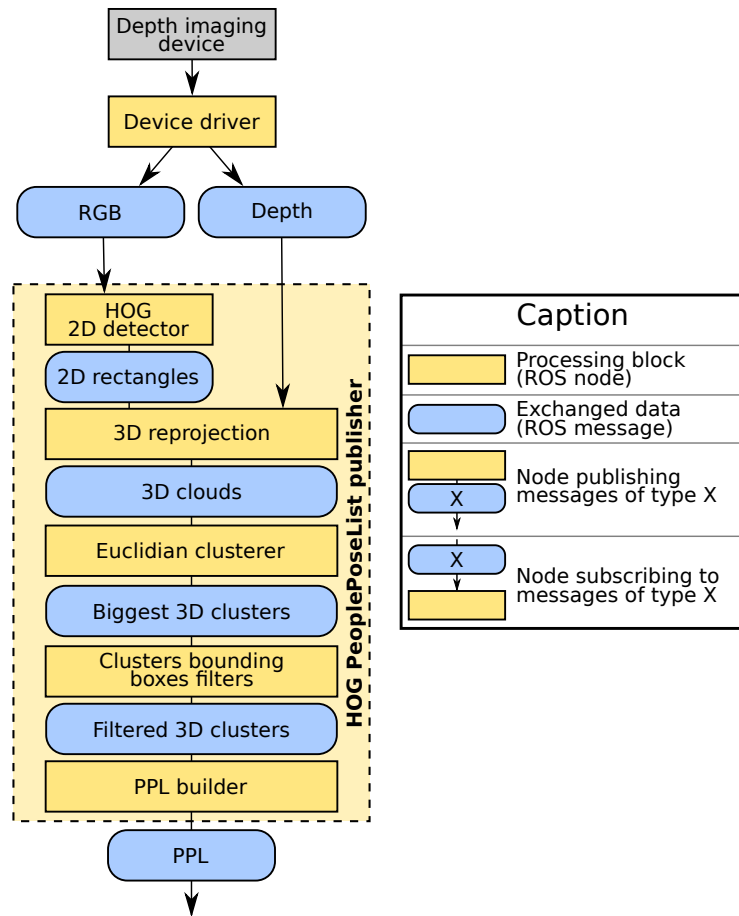 Depth imaging
device
Device driver
RGB
Depth
HOG
2D detector
2D rectangles
3D reprojection
3D clouds
Euclidian clusterer
Biggest 3D clusters
Clusters bounding
boxes filters
Filtered 3D clusters
PPL builder
HOG PeoplePoseList publisher
PPL
Caption
Processing block
(ROS node)
Exchanged data
(ROS message)
X
Node publishing
messages of type X
X
Node subscribing to
messages of type X